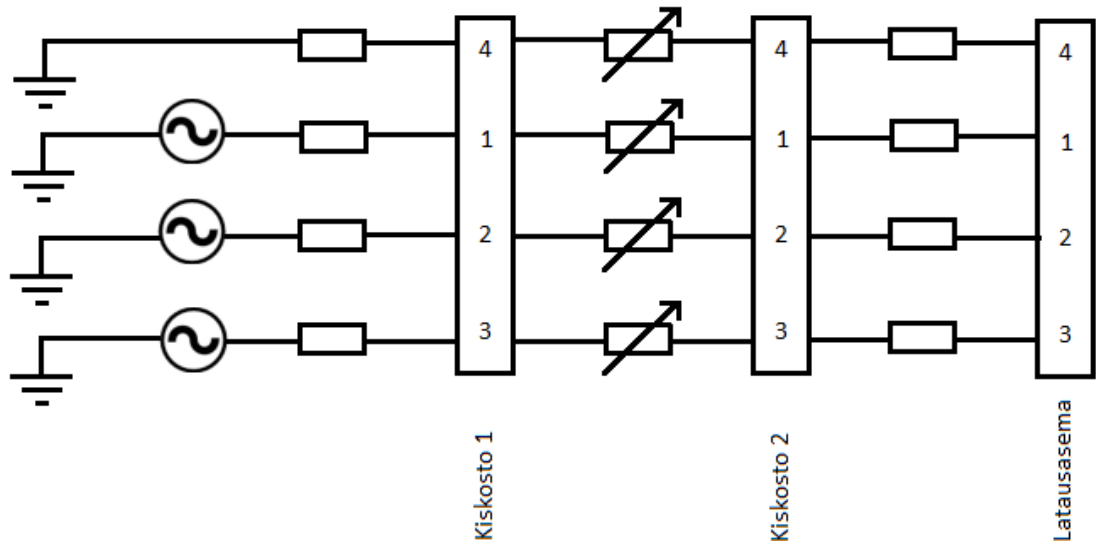 4 4 4
1 1 1
2 2 2
3 3 3
Kiskosto 1
Kiskosto 2
Latausasema